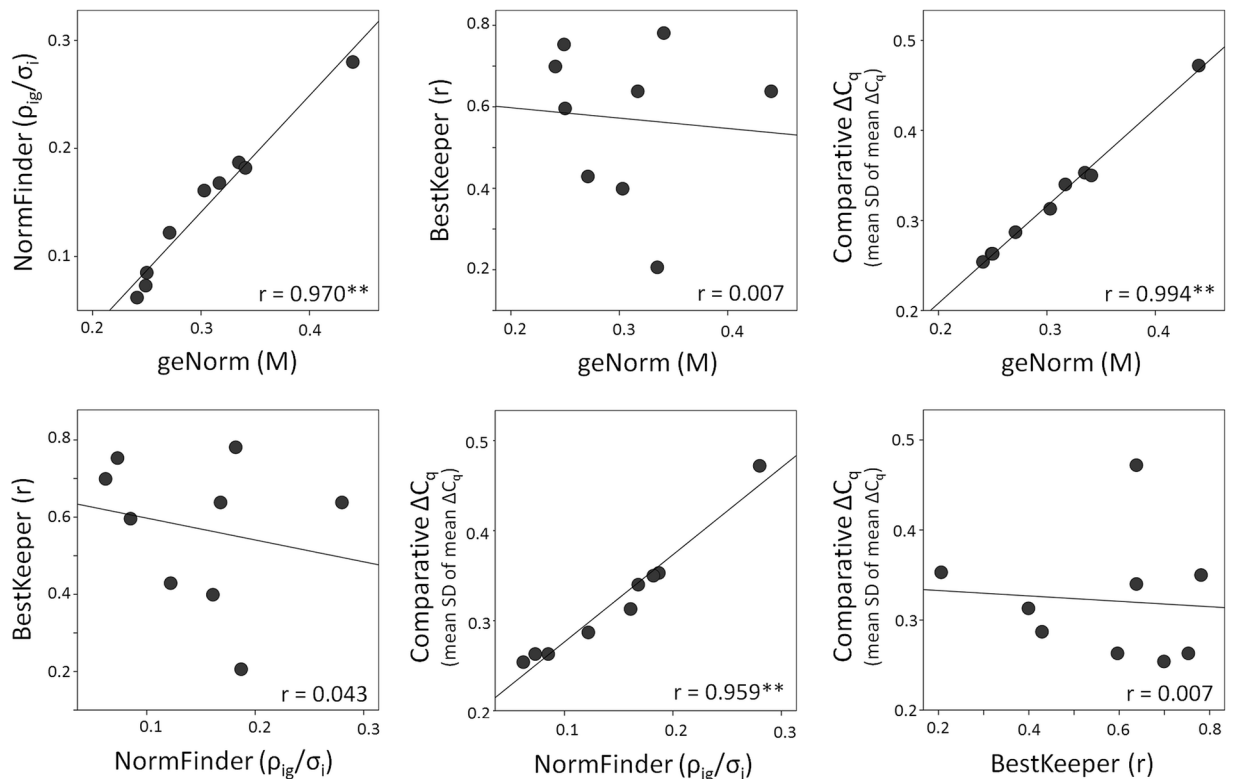 NormFinder (ρig/σi)
0.3
0.2
0.1
0.2
0.3
0.4
geNorm (M)
r = 0.970**
BestKeeper (r)
0.8
0.6
0.4
0.2
0.2
0.3
0.4
geNorm (M)
r = 0.007
Comparative ΔCq
(mean SD of mean ΔCq)
0.5
0.4
0.3
0.2
0.2
0.3
0.4
geNorm (M)
r = 0.994**
BestKeeper (r)
0.8
0.6
0.4
0.2
0.1
0.2
0.3
NormFinder (ρig/σi)
r = 0.043
Comparative ΔCq
(mean SD of mean ΔCq)
0.5
0.4
0.3
0.2
0.1
0.2
0.3
NormFinder (ρig/σi)
r = 0.959**
Comparative ΔCq
(mean SD of mean ΔCq)
0.5
0.4
0.3
0.2
0.2
0.4
0.6
0.8
BestKeeper (r)
r = 0.007